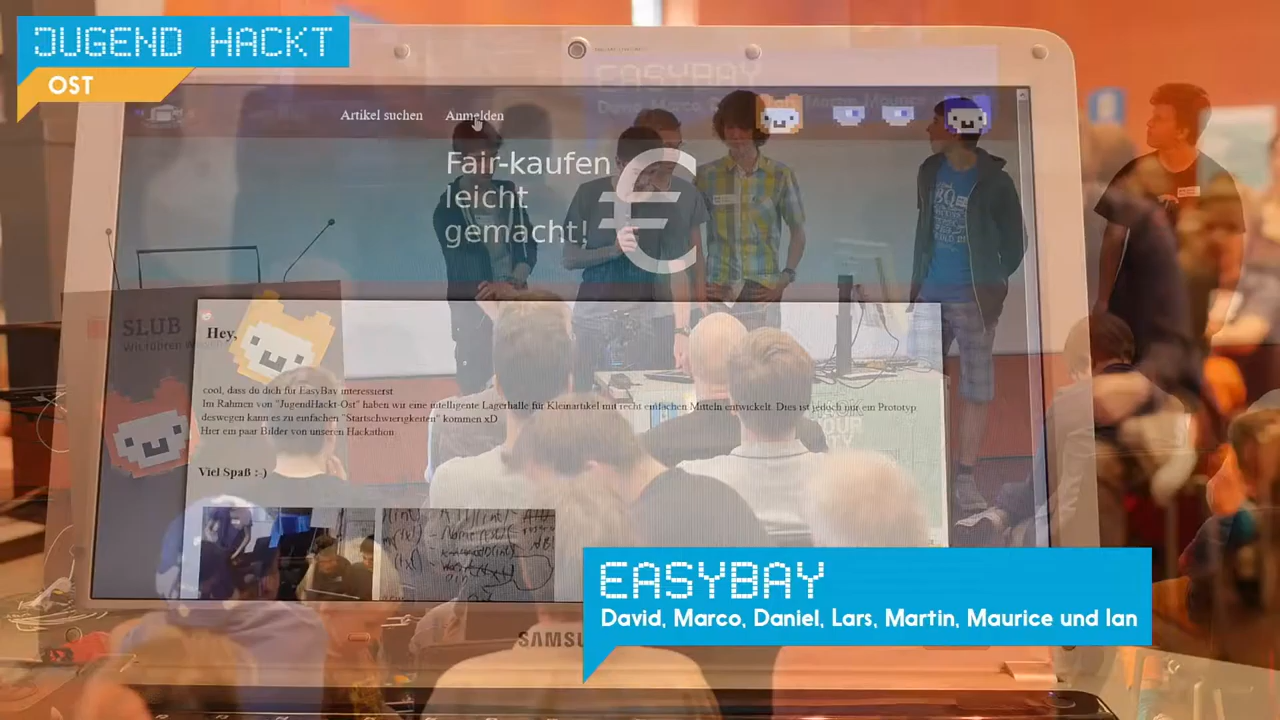 JUGEND HACKT
OST
EASYBAY
Artikel suchen Anmelden
Fair-kaufen
leicht
gemacht!
€
SLUB
Hey,
cool, dass du dich für EasyBay interessierst
Im Rahmen von "JugendHackt-Ost" haben wir eine intelligente Lagerhalle für Kleinartikel mit recht einfachen Mitteln entwickelt. Dies ist jedoch nur ein Prototyp
deswegen kann es zu einfachen "Startschwierigkeiten" kommen xD
Hier ein paar Bilder von unseren Hackathon
Viel Spaß :-)
EASYBAY
David, Marco, Daniel, Lars, Martin, Maurice und Ian